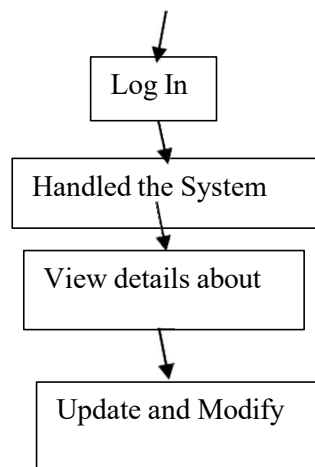 Log In
Handled the System
View details about
Update and Modify